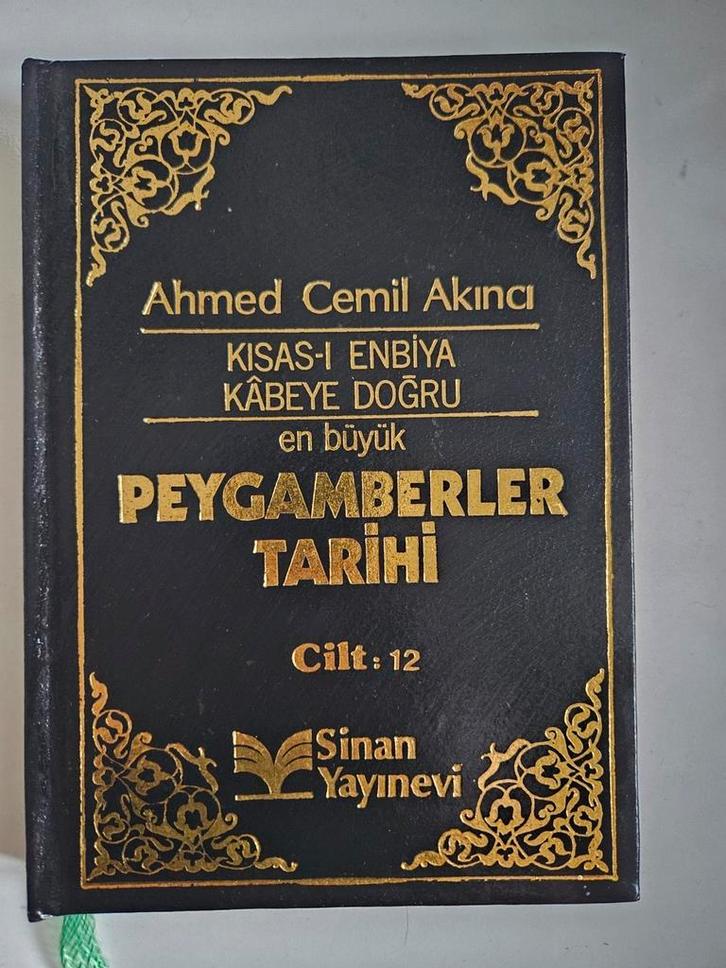 Ahmed Cemil Akıncı
KISAS-I ENBİYA
KÂBEYE DOĞRU
en büyük
PEYGAMBERLER
TARİHİ
Cilt: 12
Sinan
Yayınevi